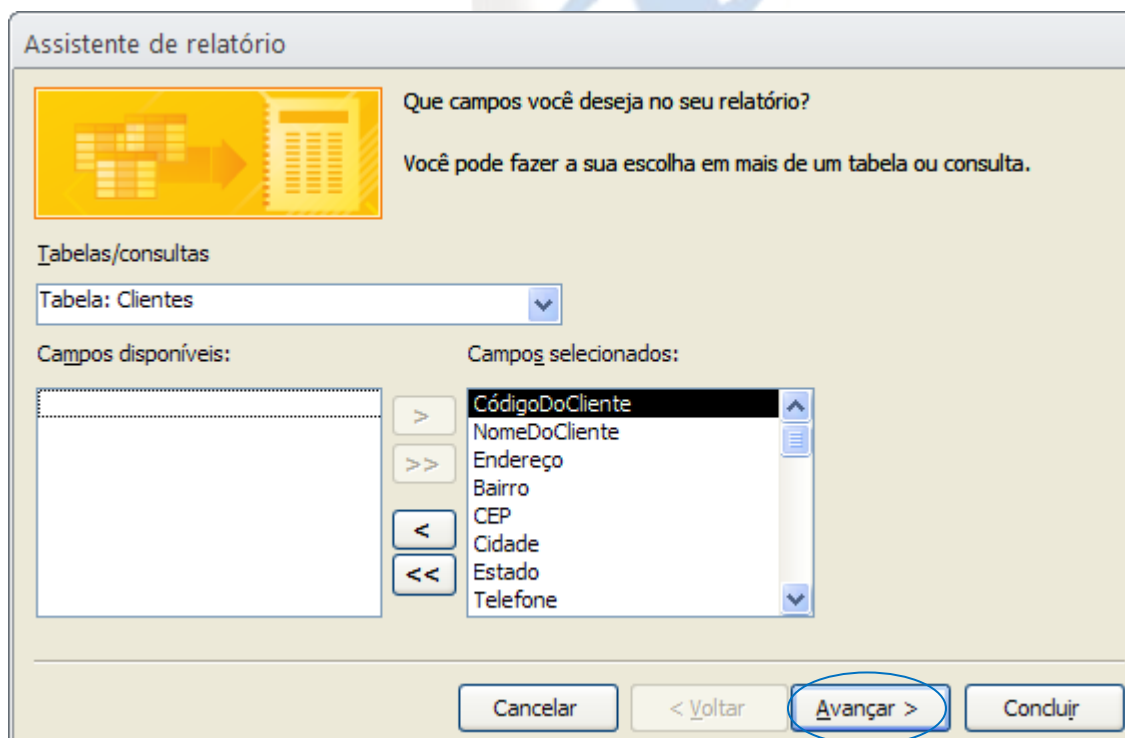 Assistente de relatório
Que campos você deseja no seu relatório?
Você pode fazer a sua escolha em mais de um tabela ou consulta.
Tabelas/consultas
Tabela: Clientes
Campos disponíveis:
Campos selecionados:
>
>>
<
<<
CódigoDoCliente
NomeDoCliente
Endereço
Bairro
CEP
Cidade
Estado
Telefone
Cancelar
< Voltar
Avançar >
Concluir